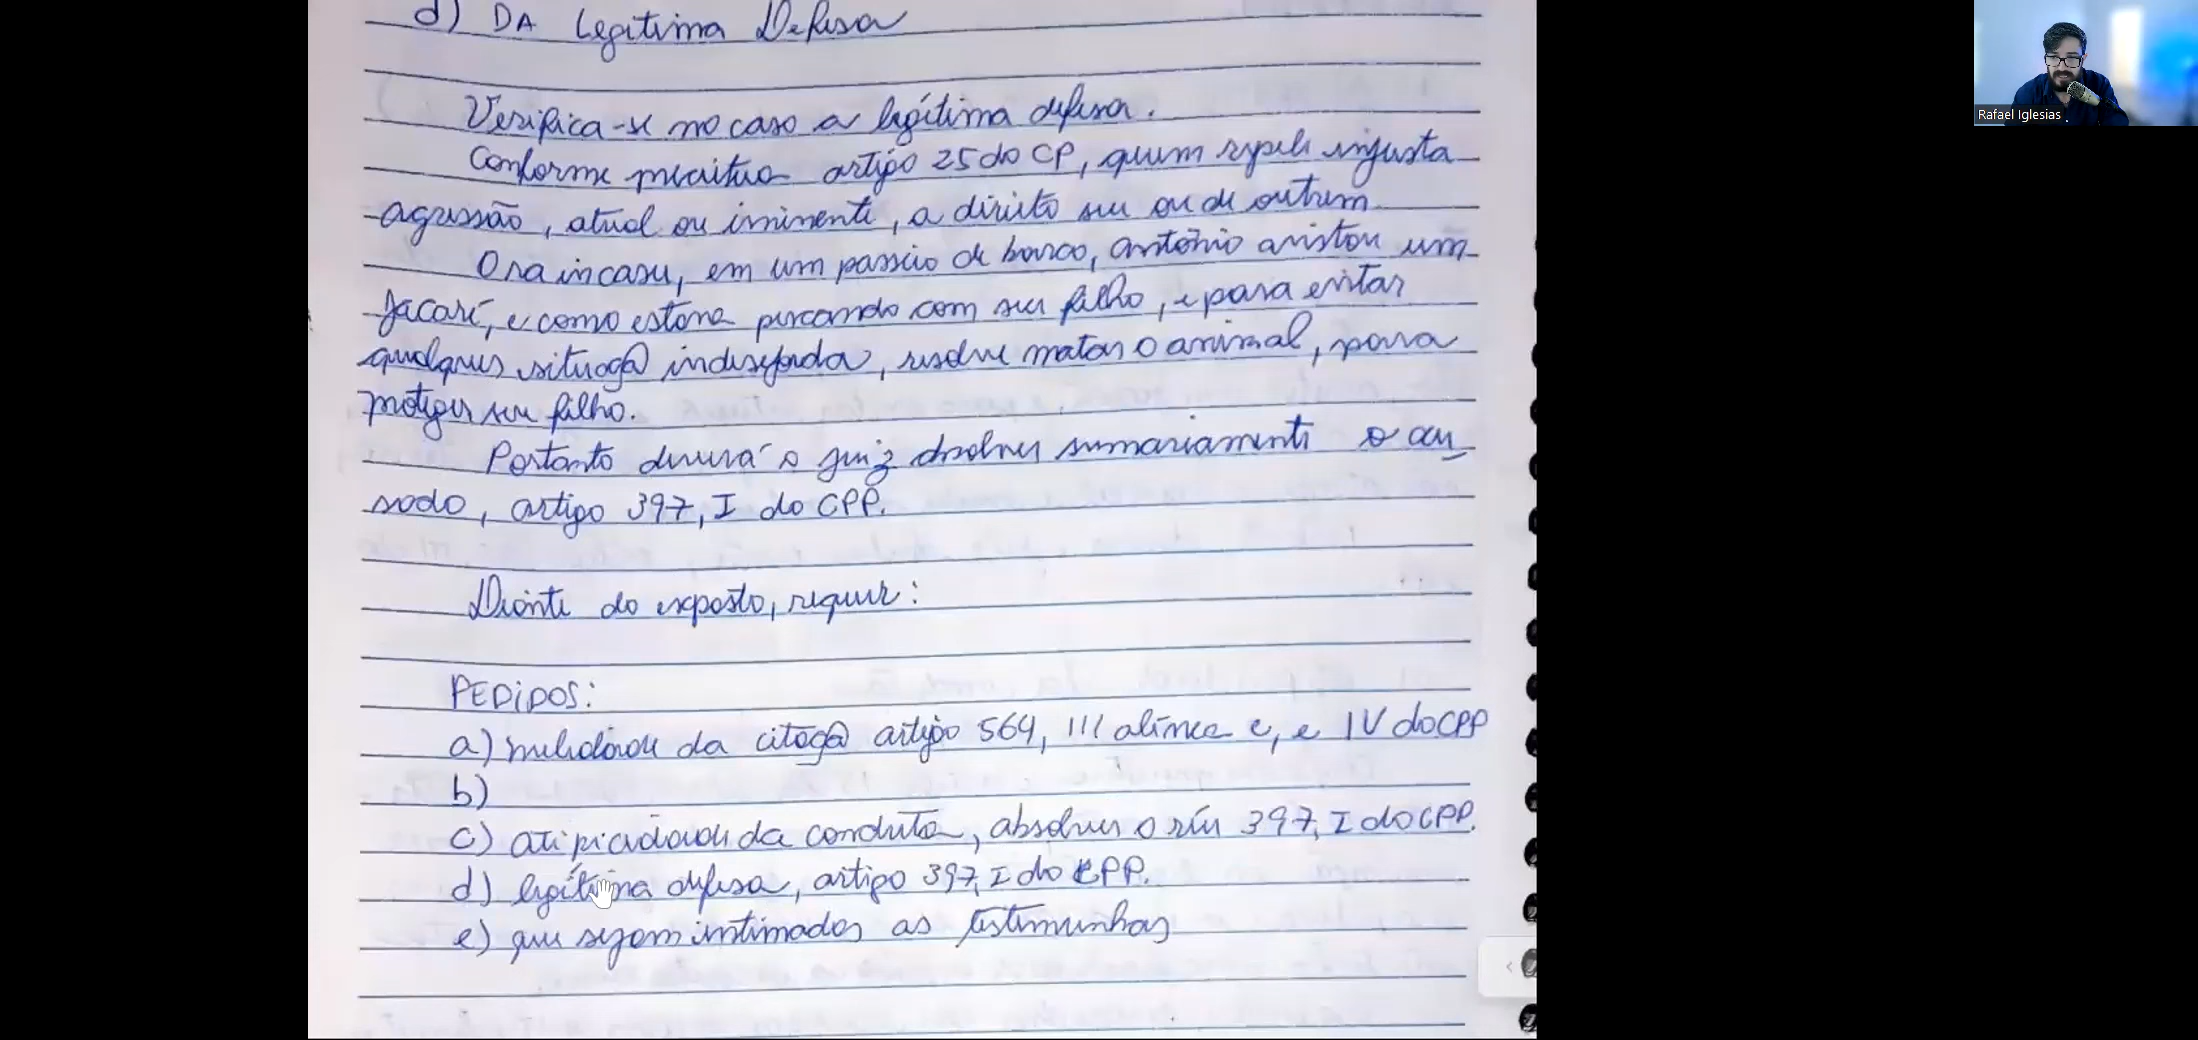 d) DA Legitima Defesa
Verifica-se no caso a legítima defesa.
Conforme preceitua artigo 25 do CP, quem repele injusta
agressão, atual ou iminente, a direito seu ou de outrem
Ora in casu, em um passeio de barco, antônio avistou um
Jacaré, e como estava pescando com seu filho, e para evitar
qualquer situação indesejada, resolve matar o animal, para
proteger seu filho.
Portanto deverá o juiz absolver sumariamente o acu
sado, artigo 397, I do CPP.
Diante do exposto, requer:
PEDIDOS:
a) nulidade da citação artigo 564, III alínea e, e IV do CPP
b)
c) atipicidade da conduta, absolver o réu 397, I do CPP.
d) legítima defesa, artigo 397, I do CPP.
e) que sejam intimados as testemunhas
Rafael Iglesias